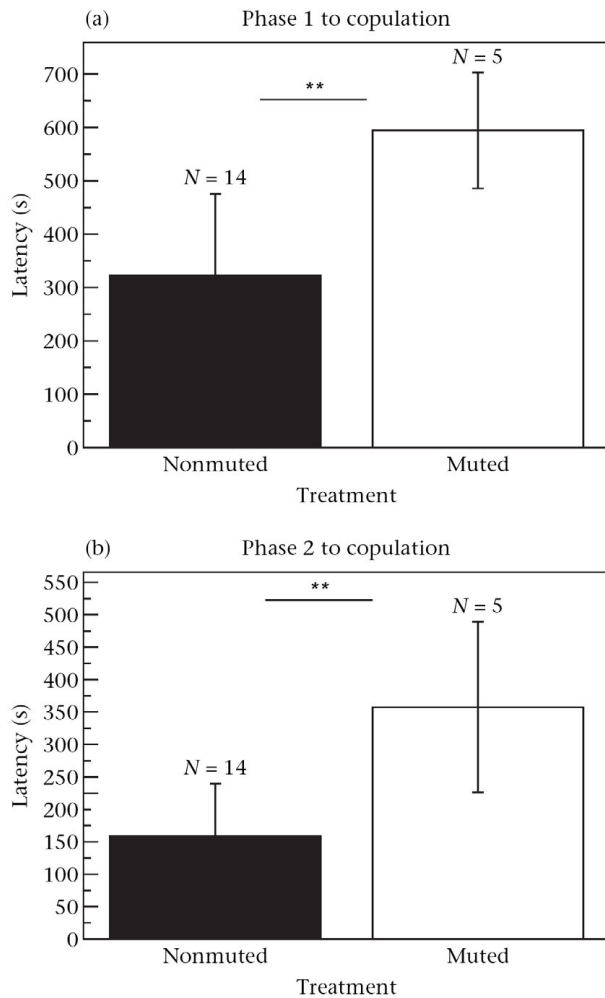 (a) Phase 1 to copulation
N = 5
700
**
600
N = 14
500
400
300
200
100
0
Latency (s)
Nonmuted Muted
Treatment
(b) Phase 2 to copulation
550
**
N = 5
500
450
400
350
300
N = 14
250
200
150
100
50
0
Latency (s)
Nonmuted Muted
Treatment